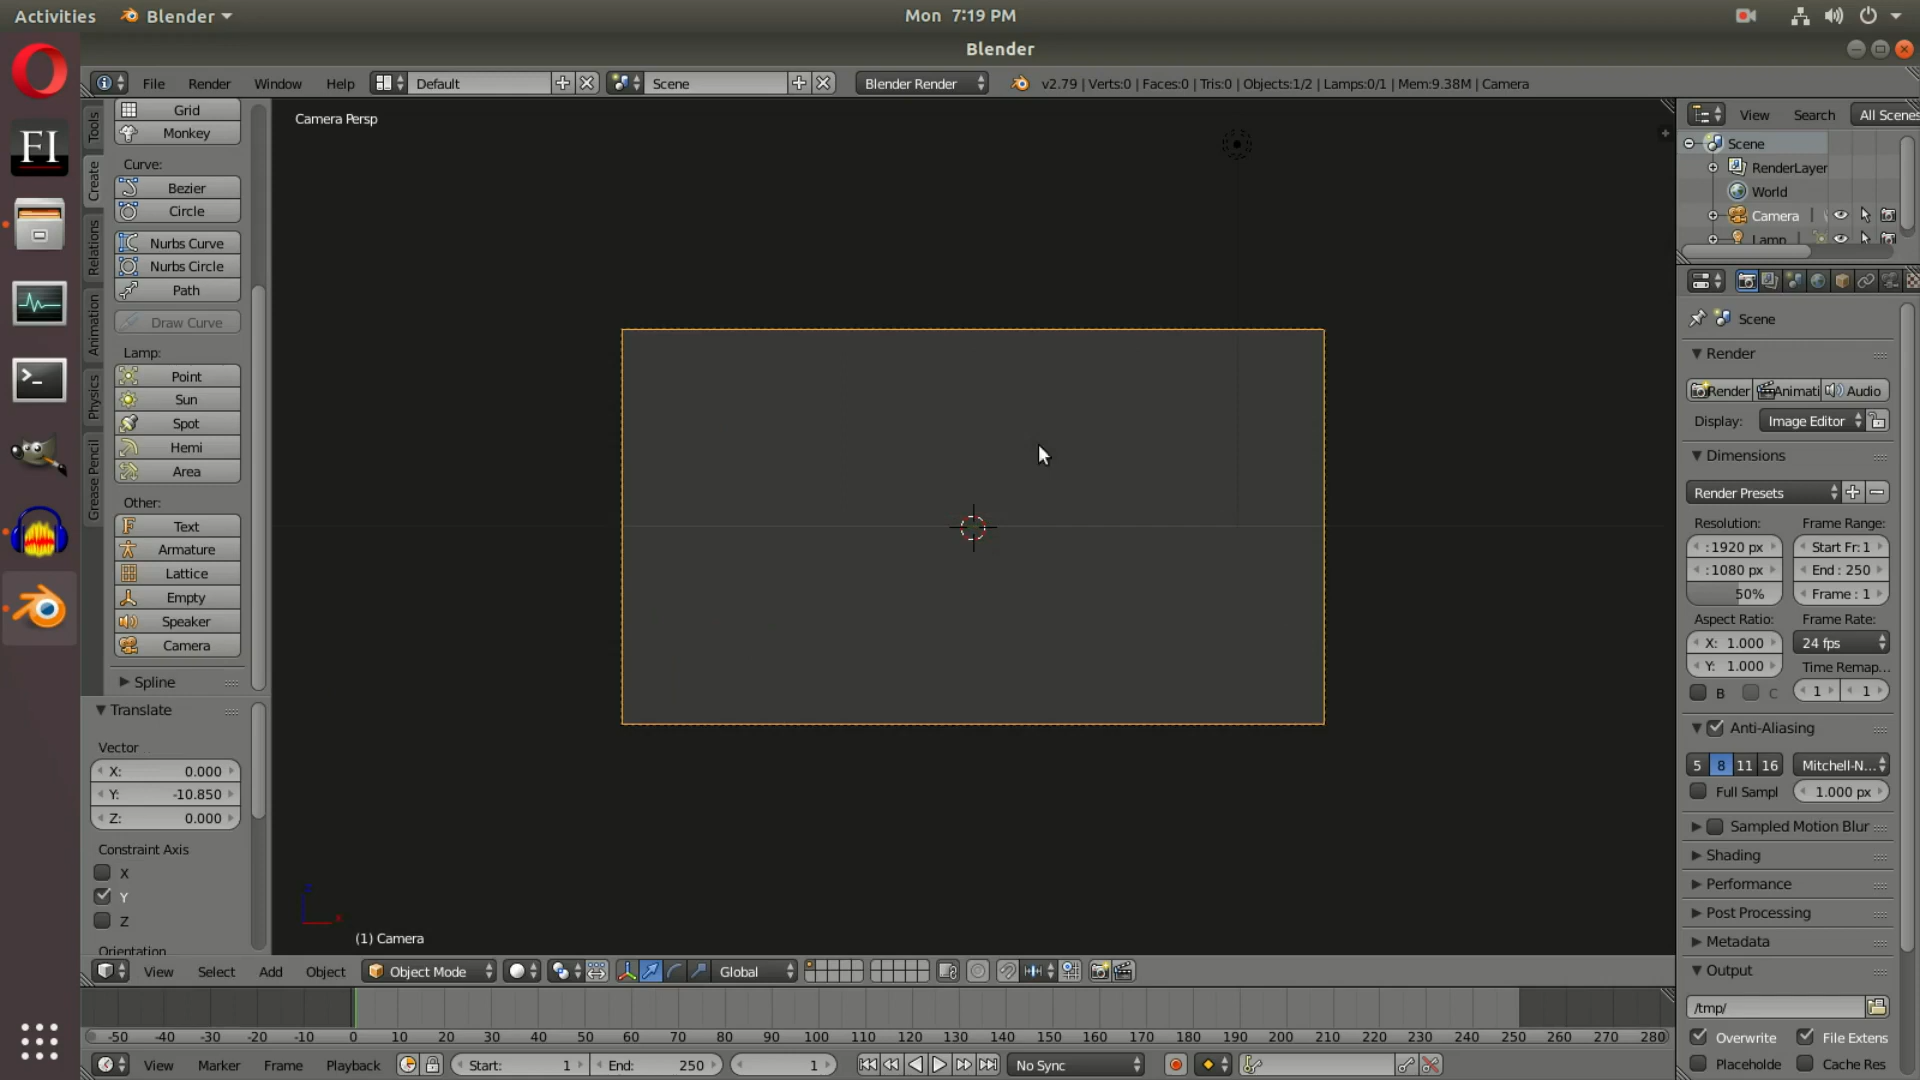 Activities Blender Mon 7:19 PM
Blender
File Render Window Help Default Scene Blender Render v2.79 | Verts:0 | Faces:0 | Tris:0 | Objects:1/2 | Lamps:0/1 | Mem:9.38M | Camera
FI
Tools
Create
Relations
Animation
Physics
Grease Pencil
Grid
Monkey
Curve:
Bezier
Circle
Nurbs Curve
Nurbs Circle
Path
Draw Curve
Lamp:
Point
Sun
Spot
Hemi
Area
Other:
Text
Armature
Lattice
Empty
Speaker
Camera
Spline
Translate
Vector
X: 0.000
Y: -10.850
Z: 0.000
Constraint Axis
X
Y
Z
Orientation
Camera Persp
(1) Camera
View Select Add Object Object Mode Global
-50 -40 -30 -20 -10 0 10 20 30 40 50 60 70 80 90 100 110 120 130 140 150 160 170 180 190 200 210 220 230 240 250 260 270 280
View Marker Frame Playback Start: 1 End: 250 1 No Sync
View Search All Scenes
Scene
RenderLayer
World
Camera
Lamp
Scene
Render
Render Animati Audio
Display: Image Editor
Dimensions
Render Presets
Resolution: Frame Range:
:1920 px Start Fr: 1
:1080 px End : 250
50% Frame : 1
Aspect Ratio: Frame Rate:
X: 1.000 24 fps
Y: 1.000 Time Remap...
B C 1 1
Anti-Aliasing
5 8 11 16 Mitchell-N...
Full Sampl 1.000 px
Sampled Motion Blur
Shading
Performance
Post Processing
Metadata
Output
/tmp/
Overwrite File Extens
Placeholde Cache Res